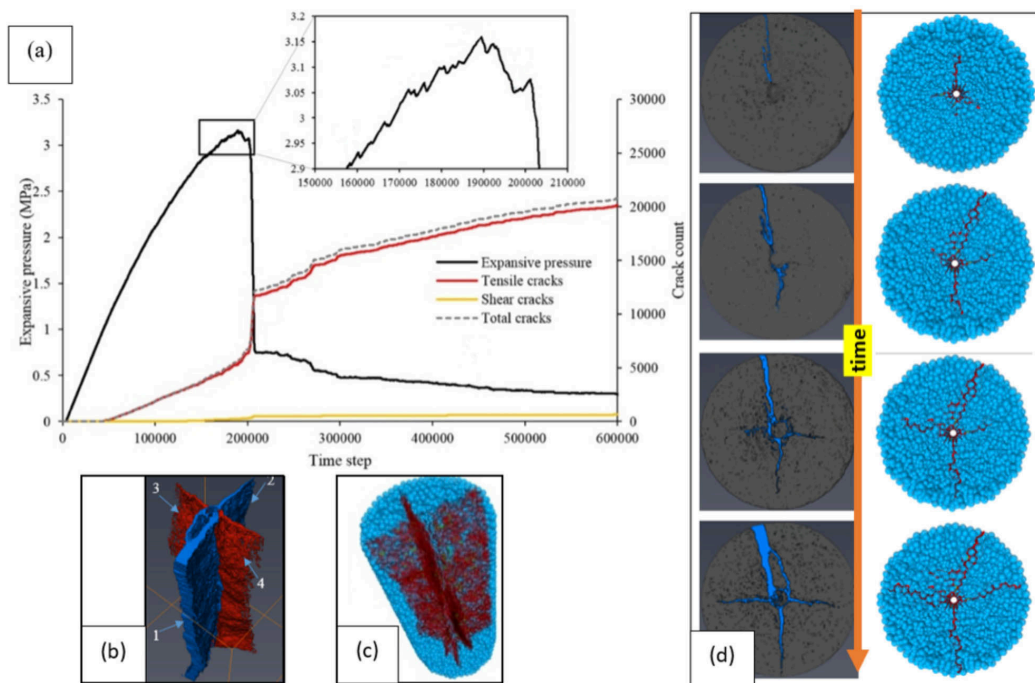 (a)
3.2
3.15
3.1
3.05
3
2.95
2.9
150000 160000 170000 180000 190000 200000 210000
3.5
3
2.5
2
1.5
1
0.5
0
Expansive pressure (MPa)
30000
25000
20000
15000
10000
5000
0
Crack count
Expansive pressure
Tensile cracks
Shear cracks
Total cracks
0 100000 200000 300000 400000 500000 600000
Time step
3
2
4
1
(b)
(c)
time
(d)